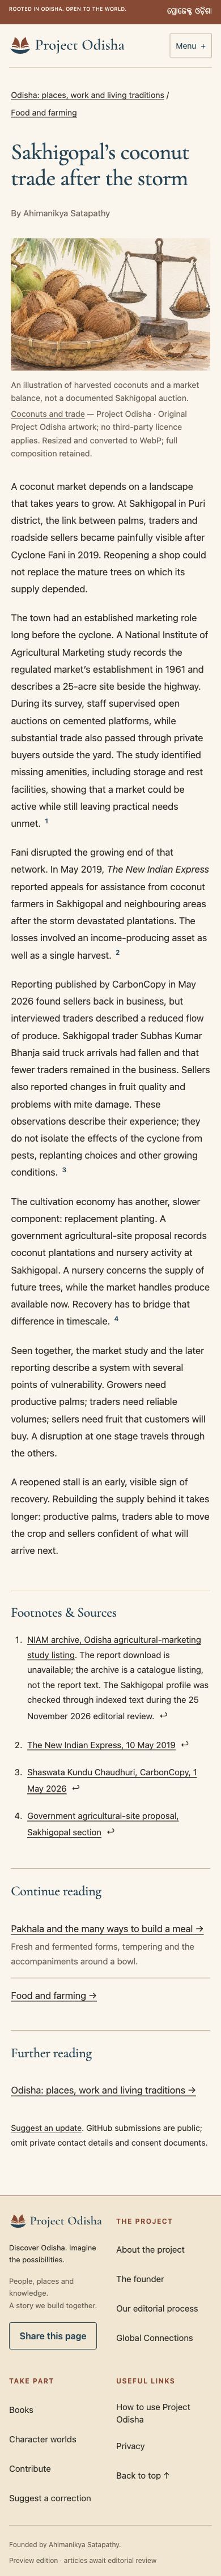 ROOTED IN ODISHA. OPEN TO THE WORLD.
ପ୍ରୋଜେକ୍ଟ ଓଡ଼ିଶା
Project Odisha
Menu +
Odisha: places, work and living traditions /
Food and farming
Sakhigopal’s coconut
trade after the storm
By Ahimanikya Satapathy
An illustration of harvested coconuts and a market
balance, not a documented Sakhigopal auction.
Coconuts and trade — Project Odisha · Original
Project Odisha artwork; no third-party licence
applies. Resized and converted to WebP; full
composition retained.
A coconut market depends on a landscape
that takes years to grow. At Sakhigopal in Puri
district, the link between palms, traders and
roadside sellers became painfully visible after
Cyclone Fani in 2019. Reopening a shop could
not replace the mature trees on which its
supply depended.
The town had an established marketing role
long before the cyclone. A National Institute of
Agricultural Marketing study records the
regulated market’s establishment in 1961 and
describes a 25-acre site beside the highway.
During its survey, staff supervised open
auctions on cemented platforms, while
substantial trade also passed through private
buyers outside the yard. The study identified
missing amenities, including storage and rest
facilities, showing that a market could be
active while still leaving practical needs
unmet. 1
Fani disrupted the growing end of that
network. In May 2019, The New Indian Express
reported appeals for assistance from coconut
farmers in Sakhigopal and neighbouring areas
after the storm devastated plantations. The
losses involved an income-producing asset as
well as a single harvest. 2
Reporting published by CarbonCopy in May
2026 found sellers back in business, but
interviewed traders described a reduced flow
of produce. Sakhigopal trader Subhas Kumar
Bhanja said truck arrivals had fallen and that
fewer traders remained in the business. Sellers
also reported changes in fruit quality and
problems with mite damage. These
observations describe their experience; they
do not isolate the effects of the cyclone from
pests, replanting choices and other growing
conditions. 3
The cultivation economy has another, slower
component: replacement planting. A
government agricultural-site proposal records
coconut plantations and nursery activity at
Sakhigopal. A nursery concerns the supply of
future trees, while the market handles produce
available now. Recovery has to bridge that
difference in timescale. 4
Seen together, the market study and the later
reporting describe a system with several
points of vulnerability. Growers need
productive palms; traders need reliable
volumes; sellers need fruit that customers will
buy. A disruption at one stage travels through
the others.
A reopened stall is an early, visible sign of
recovery. Rebuilding the supply behind it takes
longer: productive palms, traders able to move
the crop and sellers confident of what will
arrive next.
Footnotes & Sources
1. NIAM archive, Odisha agricultural-marketing
study listing. The report download is
unavailable; the archive is a catalogue listing,
not the report text. The Sakhigopal profile was
checked through indexed text during the 25
November 2026 editorial review. ↩
2. The New Indian Express, 10 May 2019 ↩
3. Shaswata Kundu Chaudhuri, CarbonCopy, 1
May 2026 ↩
4. Government agricultural-site proposal,
Sakhigopal section ↩
Continue reading
Pakhala and the many ways to build a meal →
Fresh and fermented forms, tempering and the
accompaniments around a bowl.
Food and farming →
Further reading
Odisha: places, work and living traditions →
Suggest an update. GitHub submissions are public;
omit private contact details and consent documents.
Project Odisha
Discover Odisha. Imagine
the possibilities.
People, places and
knowledge.
A story we build together.
Share this page
THE PROJECT
About the project
The founder
Our editorial process
Global Connections
TAKE PART
Books
Character worlds
Contribute
Suggest a correction
USEFUL LINKS
How to use Project
Odisha
Privacy
Back to top ↑
Founded by Ahimanikya Satapathy.
Preview edition · articles await editorial review